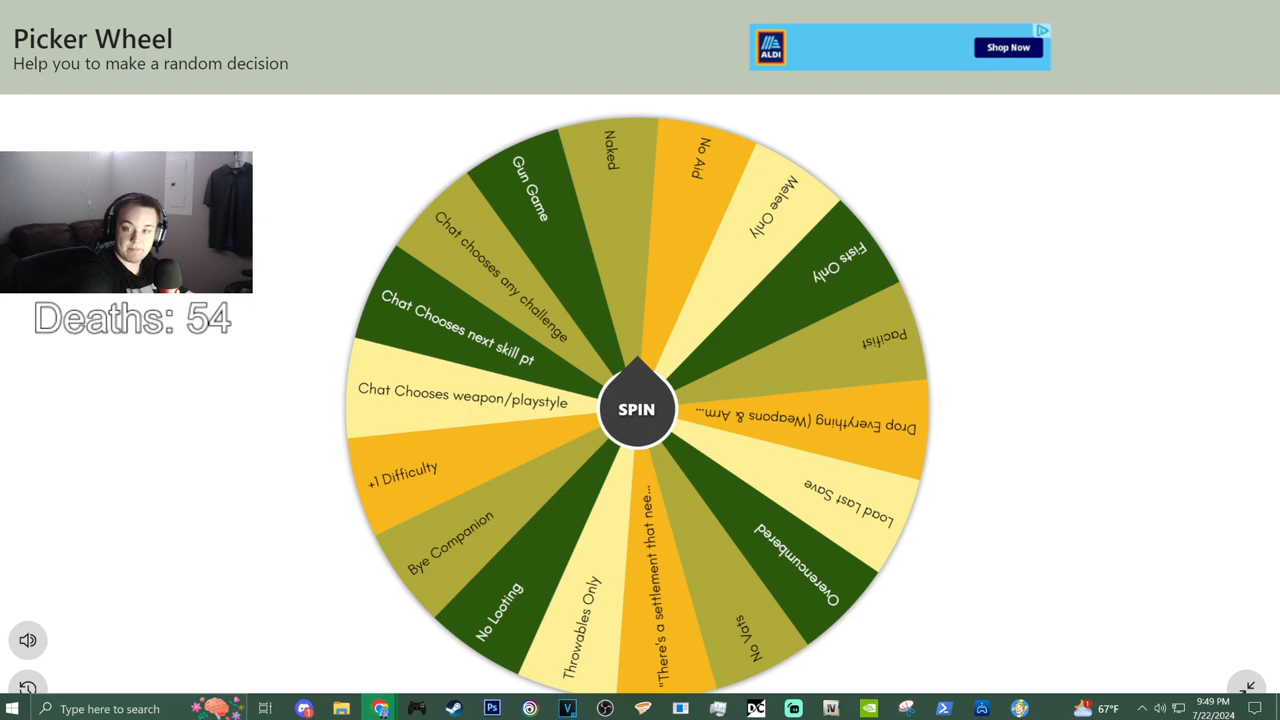 Picker Wheel
Help you to make a random decision
ALDI
Shop Now
Deaths: 54
Naked
No Aid
Melee Only
Fists Only
Pacifist
Drop Everything (Weapons & Arm...
Load Last Save
Overencumbered
No Vats
"There's a settlement that nee...
Throwables Only
No Looting
Bye Companion
+1 Difficulty
Chat Chooses weapon/playstyle
Chat Chooses next skill pt
Chat chooses any challenge
Gun Game
SPIN
Type here to search
67°F
9:49 PM
7/22/2024